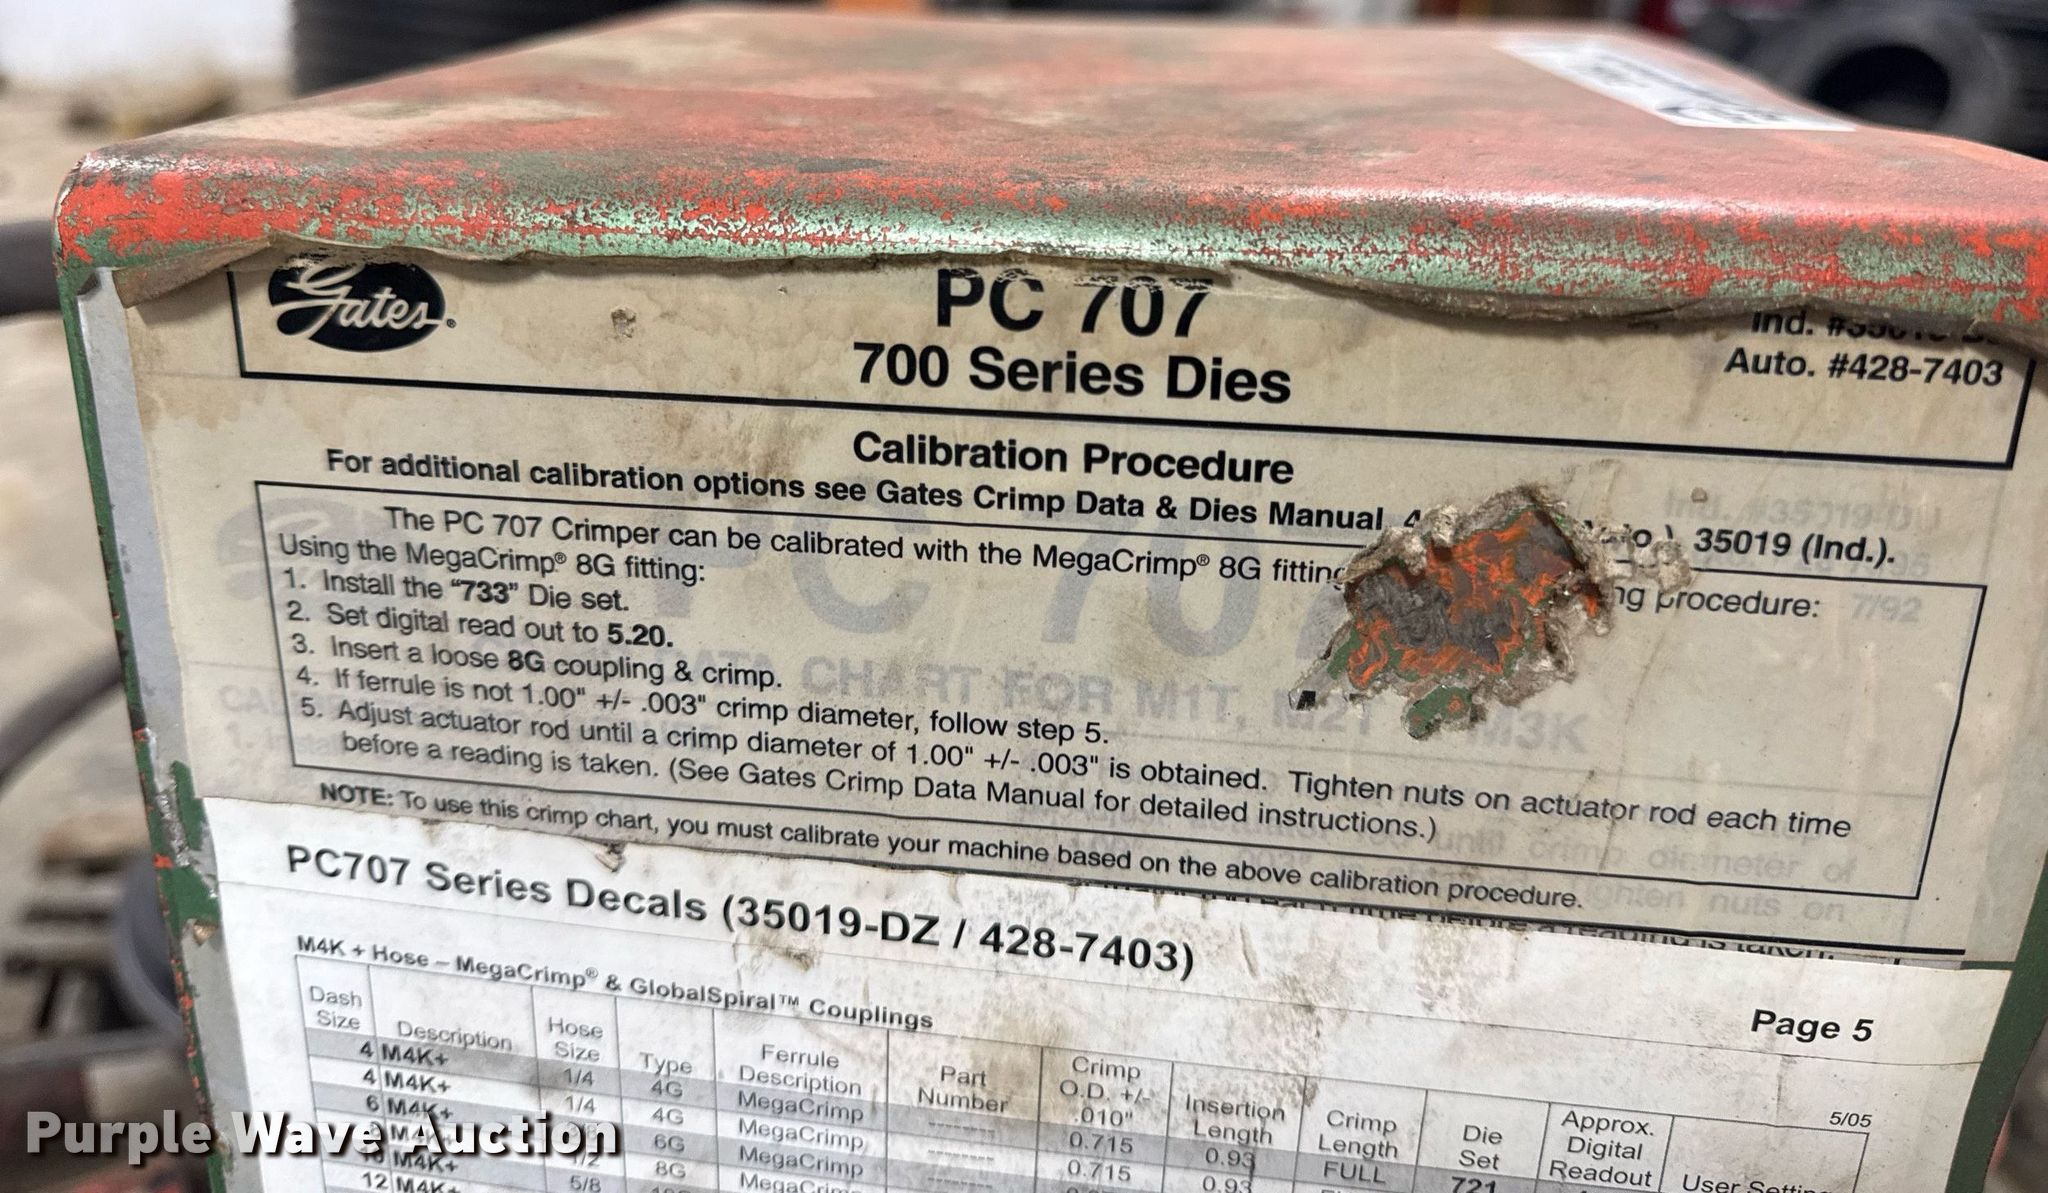 Gates®
PC 707
700 Series Dies
Ind.
Auto. #428-7403
Calibration Procedure
For additional calibration options see Gates Crimp Data & Dies Manual, 35019 (Ind.).
The PC 707 Crimper can be calibrated with the MegaCrimp® 8G fitting procedure:
Using the MegaCrimp® 8G fitting:
1. Install the "733" Die set.
2. Set digital read out to 5.20.
3. Insert a loose 8G coupling & crimp.
4. If ferrule is not 1.00" +/- .003" crimp diameter, follow step 5.
5. Adjust actuator rod until a crimp diameter of 1.00" +/- .003" is obtained. Tighten nuts on actuator rod each time
before a reading is taken. (See Gates Crimp Data Manual for detailed instructions.)
NOTE: To use this crimp chart, you must calibrate your machine based on the above calibration procedure.
PC707 Series Decals (35019-DZ / 428-7403)
Page 5
M4K + Hose – MegaCrimp® & GlobalSpiral™ Couplings
5/05
Dash Size Description Hose Size Type Ferrule Description Part Number Crimp O.D. +/- .010" Insertion Length Crimp Length Die Set Approx. Digital Readout User
4 M4K+ 1/4 4G MegaCrimp -------- 0.715 0.93 FULL 721
4 M4K+ 1/4 4G MegaCrimp -------- 0.715 0.93
6 M4K+ 6G MegaCrimp --------
M4K+ 1/2 8G MegaCrimp
M4K+ 5/8
12 M4K+
Purple Wave Auction